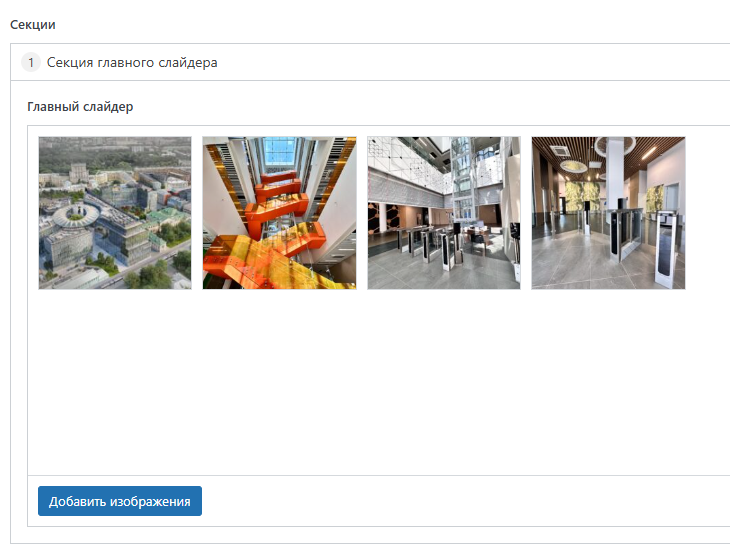 Секции
1 Секция главного слайдера
Главный слайдер
Добавить изображения